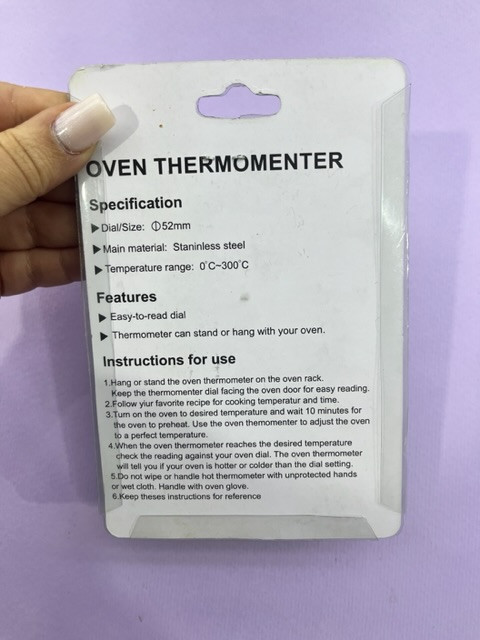 OVEN THERMOMENTER
Specification
▶Dial/Size: Ⓘ52mm
▶Main material: Staninless steel
▶Temperature range: 0°C~300°C
Features
▶ Easy-to-read dial
▶ Thermometer can stand or hang with your oven.
Instructions for use
1.Hang or stand the oven thermometer on the oven rack.
Keep the thermomenter dial facing the oven door for easy reading.
2.Follow yiur favorite recipe for cooking temperatur and time.
3.Turn on the oven to desired temperature and wait 10 minutes for
the oven to preheat. Use the oven themomenter to adjust the oven
to a perfect temperature.
4.When the oven thermometer reaches the desired temperature
check the reading against your oven dial. The oven thermometer
will tell you if your oven is hotter or colder than the dial setting.
5.Do not wipe or handie hot thermometer with unprotected hands
or wet cloth. Handle with oven glove.
6.Keep theses instructions for reference